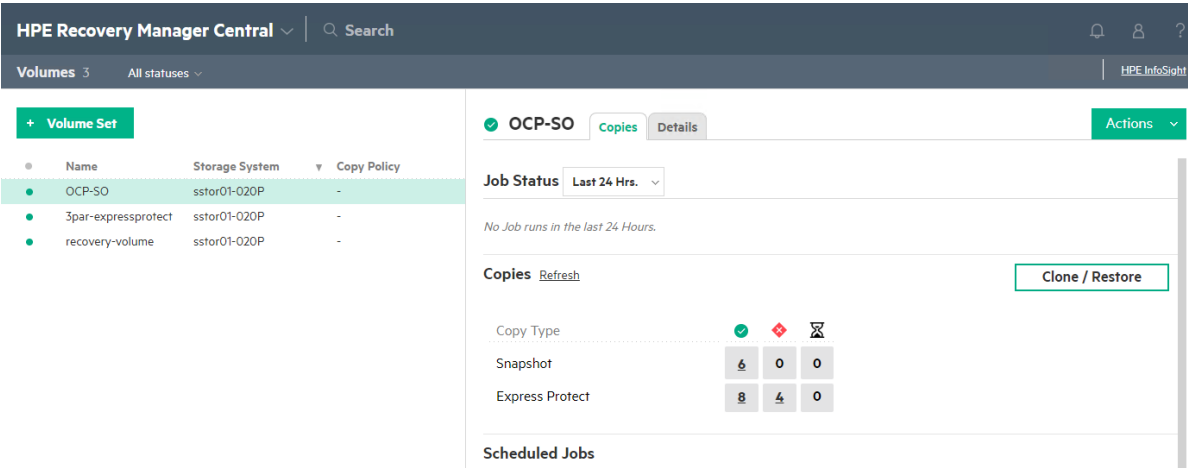 HPE Recovery Manager Central Search ?
Volumes 3 All statuses HPE InfoSight
+ Volume Set
Name Storage System Copy Policy
OCP-SO sstor01-020P -
3par-expressprotect sstor01-020P -
recovery-volume sstor01-020P -
OCP-SO Copies Details Actions
Job Status Last 24 Hrs.
No Job runs in the last 24 Hours.
Copies Refresh Clone / Restore
Copy Type
Snapshot 6 0 0
Express Protect 8 4 0
Scheduled Jobs